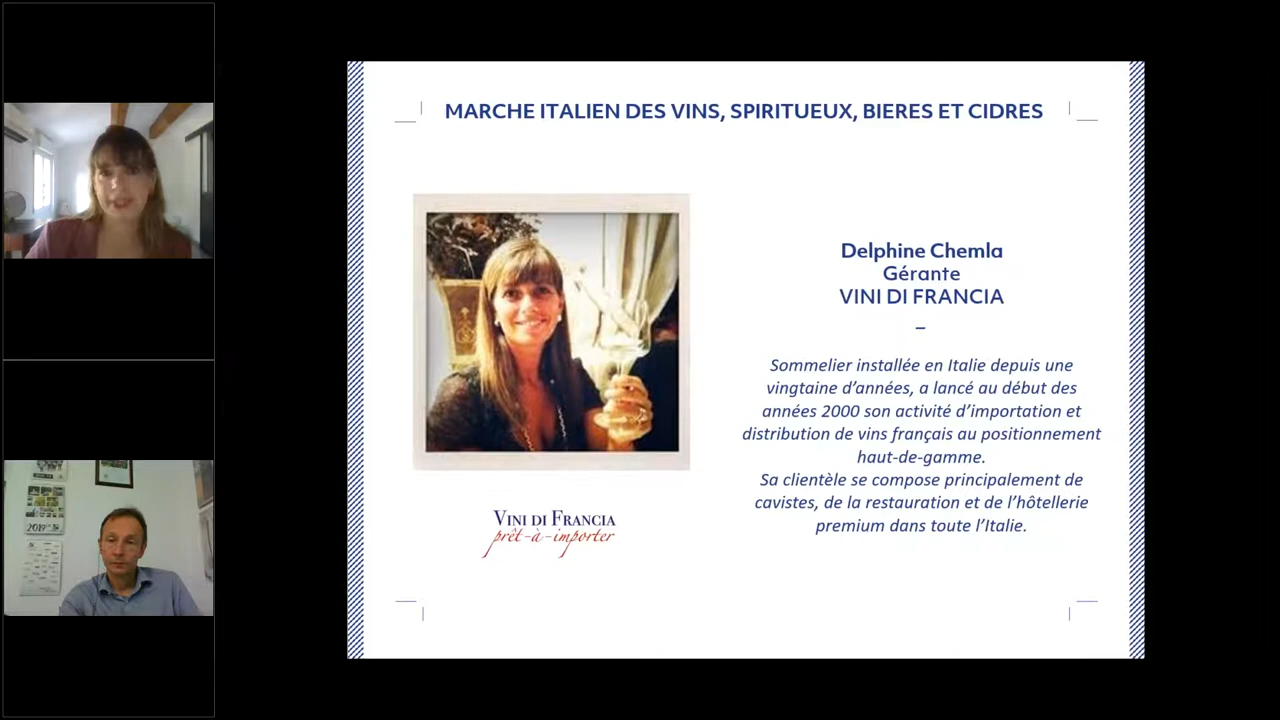 MARCHE ITALIEN DES VINS, SPIRITUEUX, BIERES ET CIDRES
Delphine Chemla
Gérante
VINI DI FRANCIA
–
Sommelier installée en Italie depuis une
vingtaine d’années, a lancé au début des
années 2000 son activité d’importation et
distribution de vins français au positionnement
haut-de-gamme.
Sa clientèle se compose principalement de
cavistes, de la restauration et de l’hôtellerie
premium dans toute l’Italie.
VINI DI FRANCIA
prêt-à-importer
2019